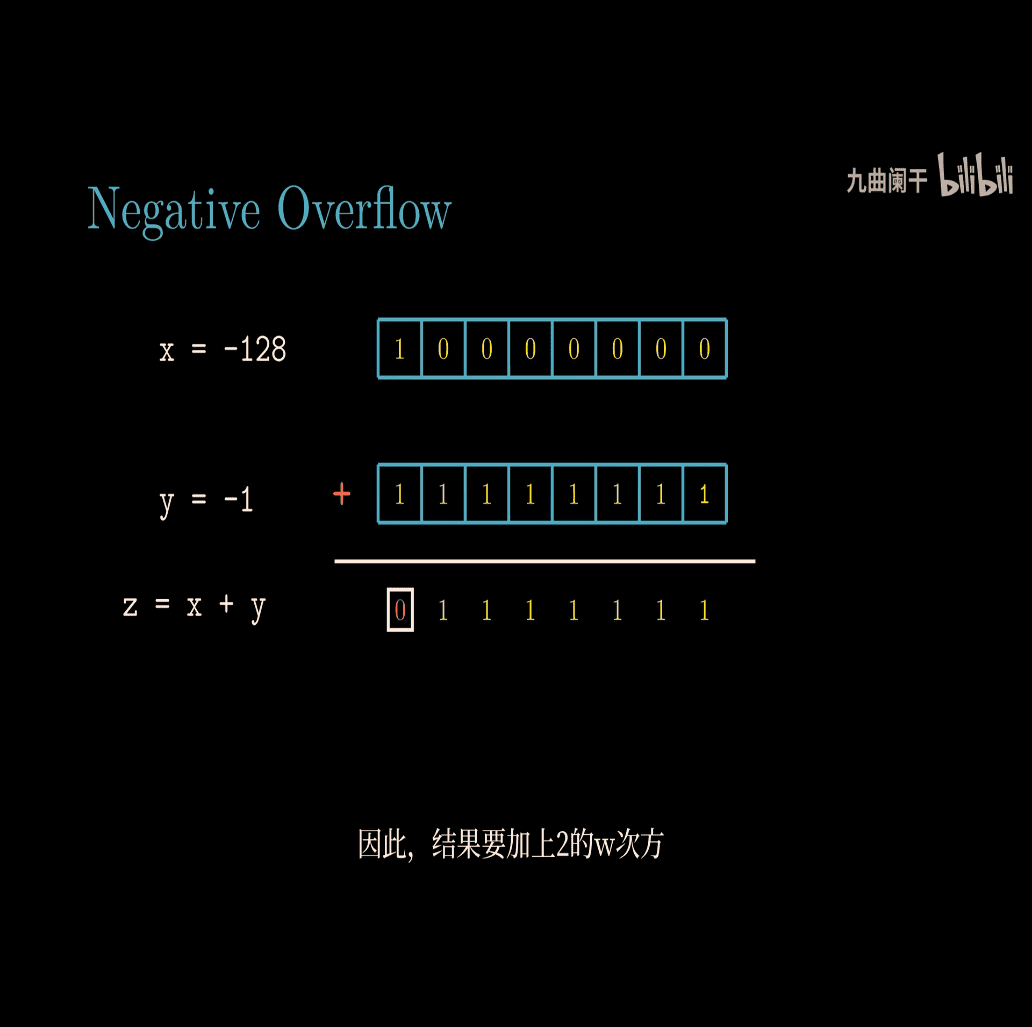 九曲阑干 bilibili
Negative Overflow
x = -128 1 0 0 0 0 0 0 0
y = -1 + 1 1 1 1 1 1 1 1
z = x + y 0 1 1 1 1 1 1 1
因此，结果要加上2的w次方